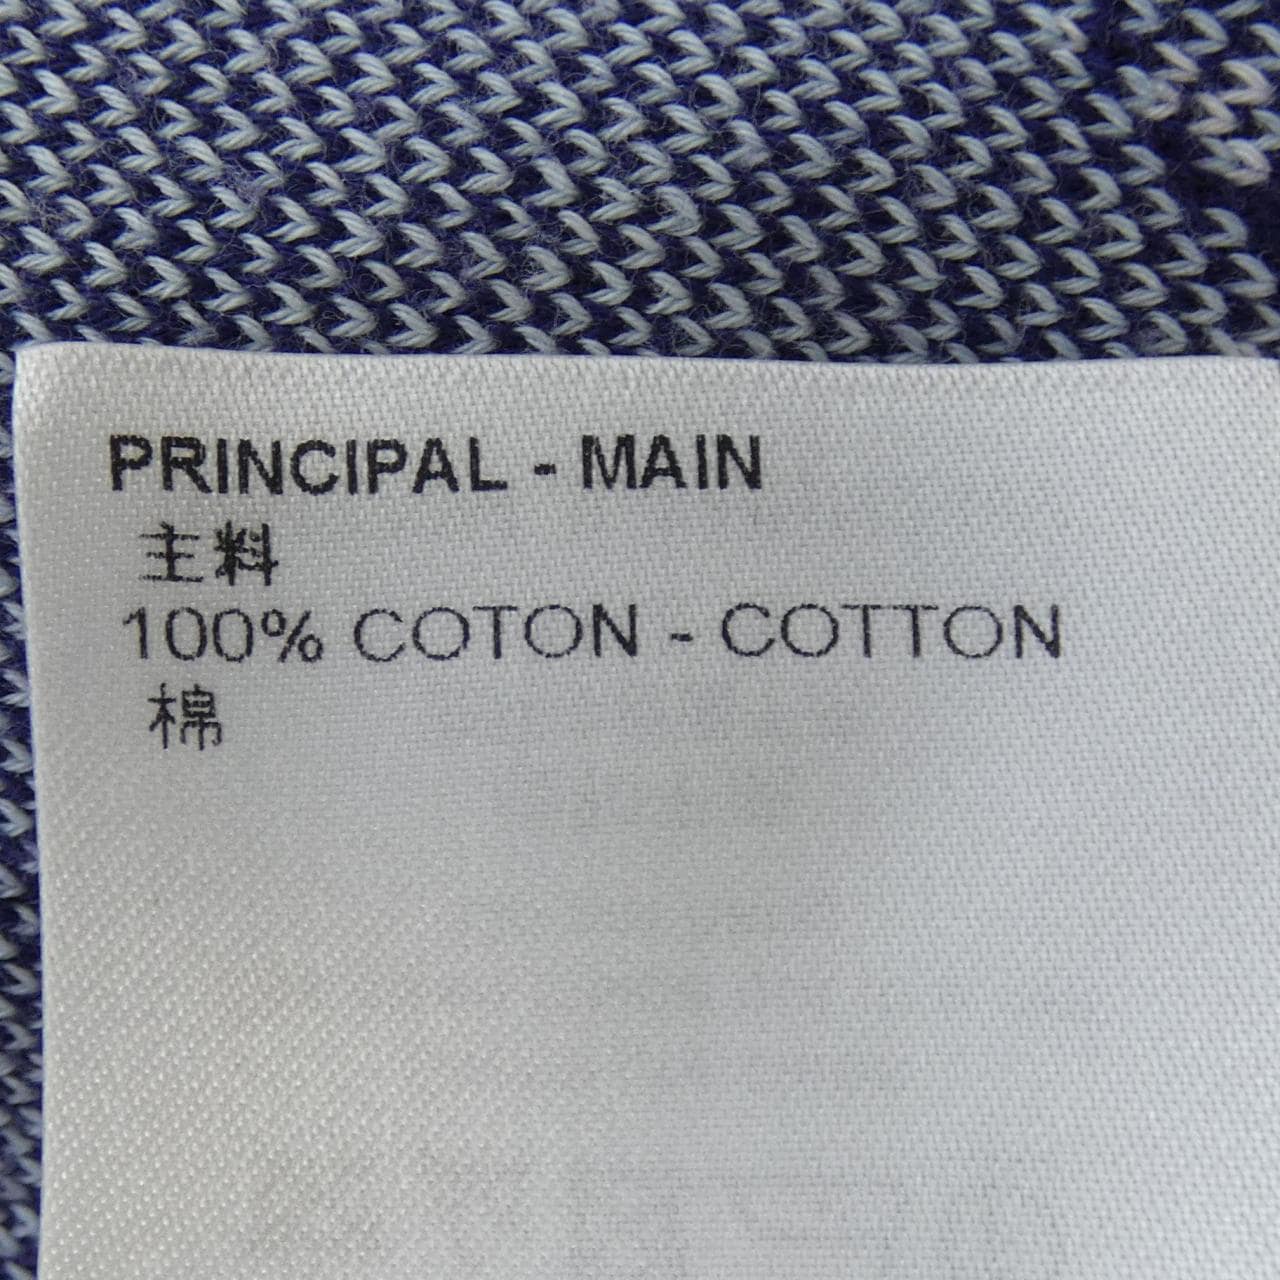 PRINCIPAL - MAIN
主料
100% COTON - COTTON
棉